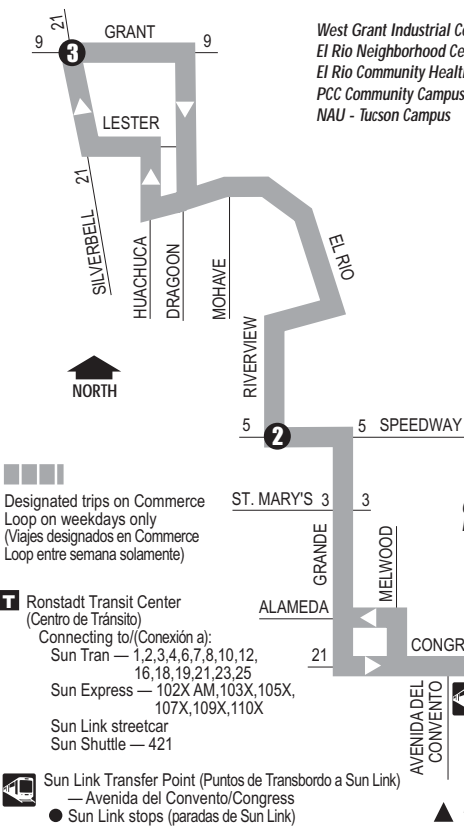 21
GRANT
9
9
3
West Grant Industrial
El Rio Neighborhood
El Rio Community
PCC Community Campus
NAU - Tucson Campus
LESTER
21
SILVERBELL
HUACHUCA
DRAGOON
MOHAVE
EL RIO
NORTH
RIVERVIEW
5
2
5 SPEEDWAY
Designated trips on Commerce
Loop on weekdays only
(Viajes designados en Commerce
Loop entre semana solamente)
ST. MARY'S 3
3
GRANDE
MELWOOD
ALAMEDA
21
AVENIDA DEL
CONVENTO
T Ronstadt Transit Center
(Centro de Tránsito)
Connecting to/(Conexión a):
Sun Tran — 1,2,3,4,6,7,8,10,12,
16,18,19,21,23,25
Sun Express — 102X AM,103X,105X,
107X,109X,110X
Sun Link streetcar
Sun Shuttle — 421
Sun Link Transfer Point (Puntos de Transbordo a Sun Link)
— Avenida del Convento/Congress
Sun Link stops (paradas de Sun Link)